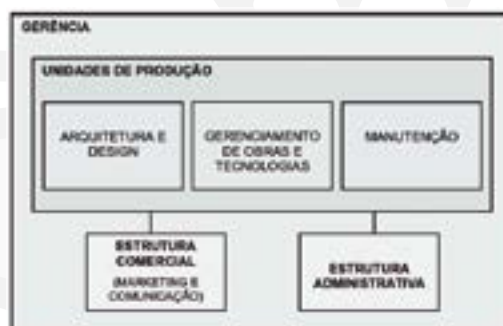 GERÊNCIA
UNIDADES DE PRODUÇÃO
ARQUITETURA E
DESIGN
GERENCIAMENTO
DE OBRAS E
TECNOLOGIAS
MANUTENÇÃO
ESTRUTURA
COMERCIAL
(MARKETING E
COMUNICAÇÃO)
ESTRUTURA
ADMINISTRATIVA